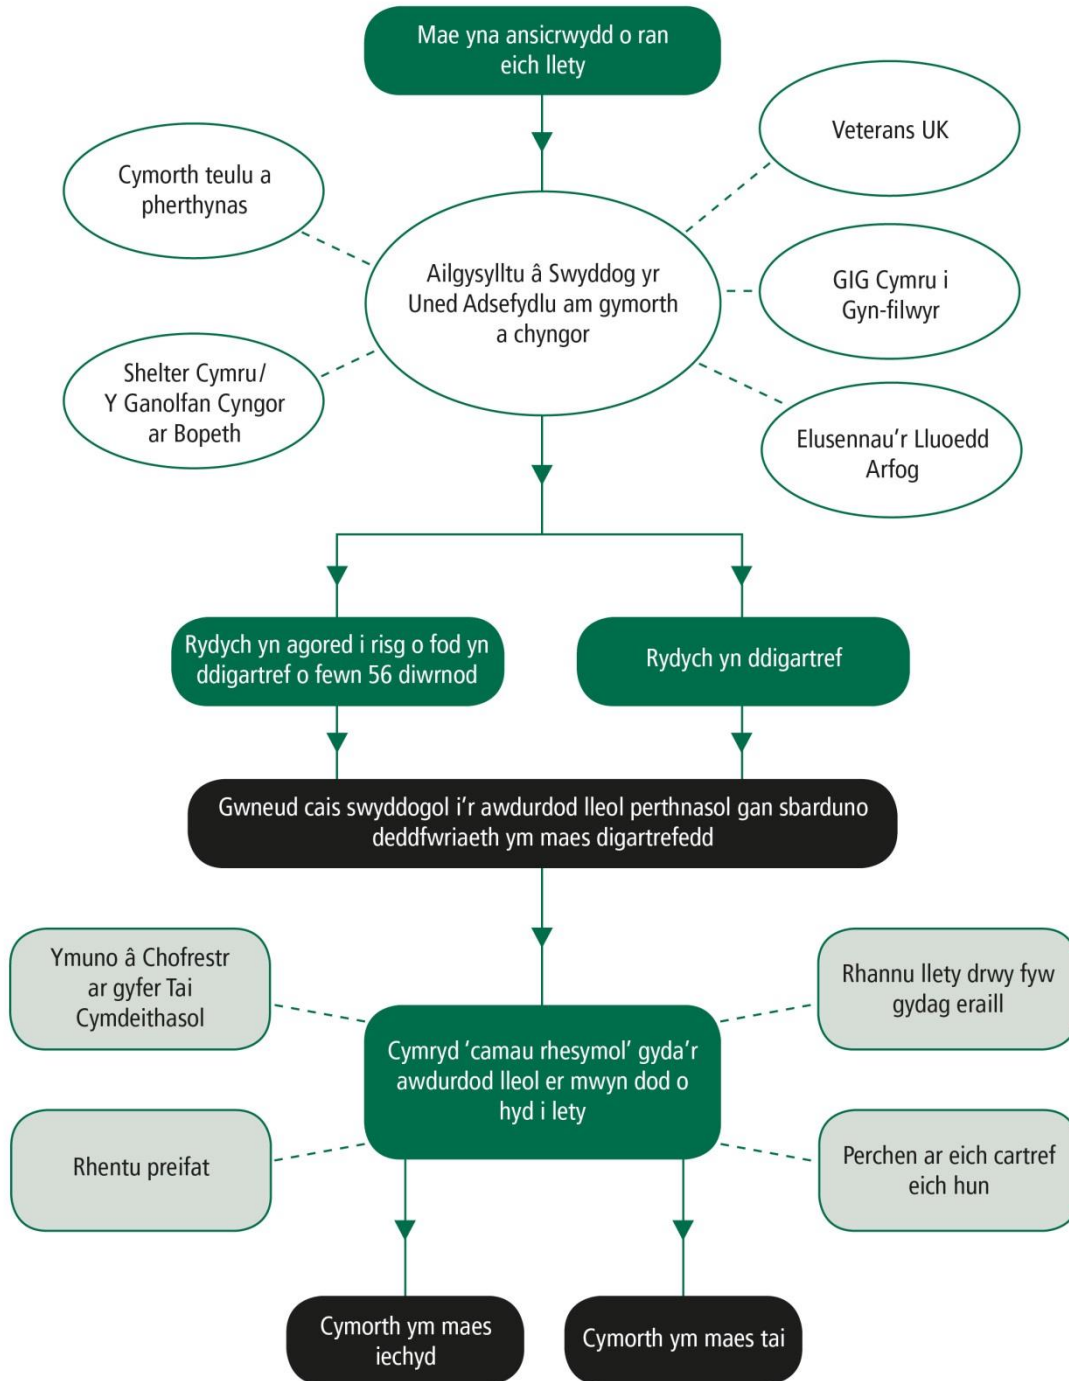 Mae yna ansicrwydd o ran
eich llety
Cymorth teulu a
pherthynas
Veterans UK
Ailgysylltu â Swyddog yr
Uned Adsefydlu am gymorth
a chyngor
GIG Cymru i
Gyn-filwyr
Shelter Cymru/
Y Ganolfan Cyngor
ar Bopeth
Elusennau'r Lluoedd
Arfog
Rydych yn agored i risg o fod yn
ddigartref o fewn 56 diwrnod
Rydych yn ddigartref
Gwneud cais swyddogol i'r awdurdod lleol perthnasol gan sbarduno
deddfwriaeth ym maes digartrefedd
Ymuno â Chofrestr
ar gyfer Tai
Cymdeithasol
Rhannu llety drwy fyw
gydag eraill
Cymryd ‘camau rhesymol’ gyda'r
awdurdod lleol er mwyn dod o
hyd i lety
Rhentu preifat
Perchen ar eich cartref
eich hun
Cymorth ym maes
iechyd
Cymorth ym maes tai